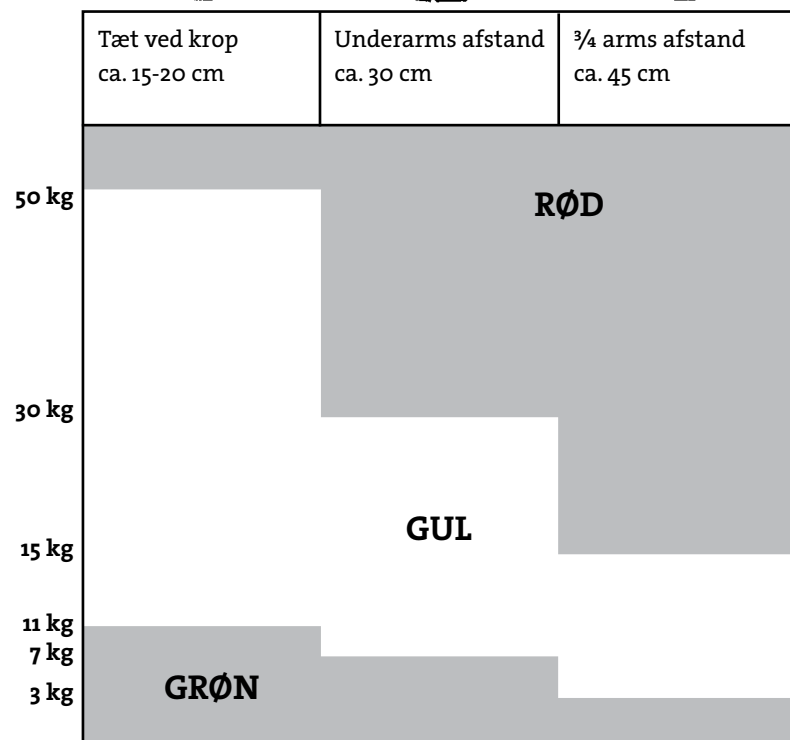 Tæt ved krop
ca. 15-20 cm
Underarms afstand
ca. 30 cm
¾ arms afstand
ca. 45 cm
50 kg
RØD
30 kg
GUL
15 kg
11 kg
7 kg
GRØN
3 kg